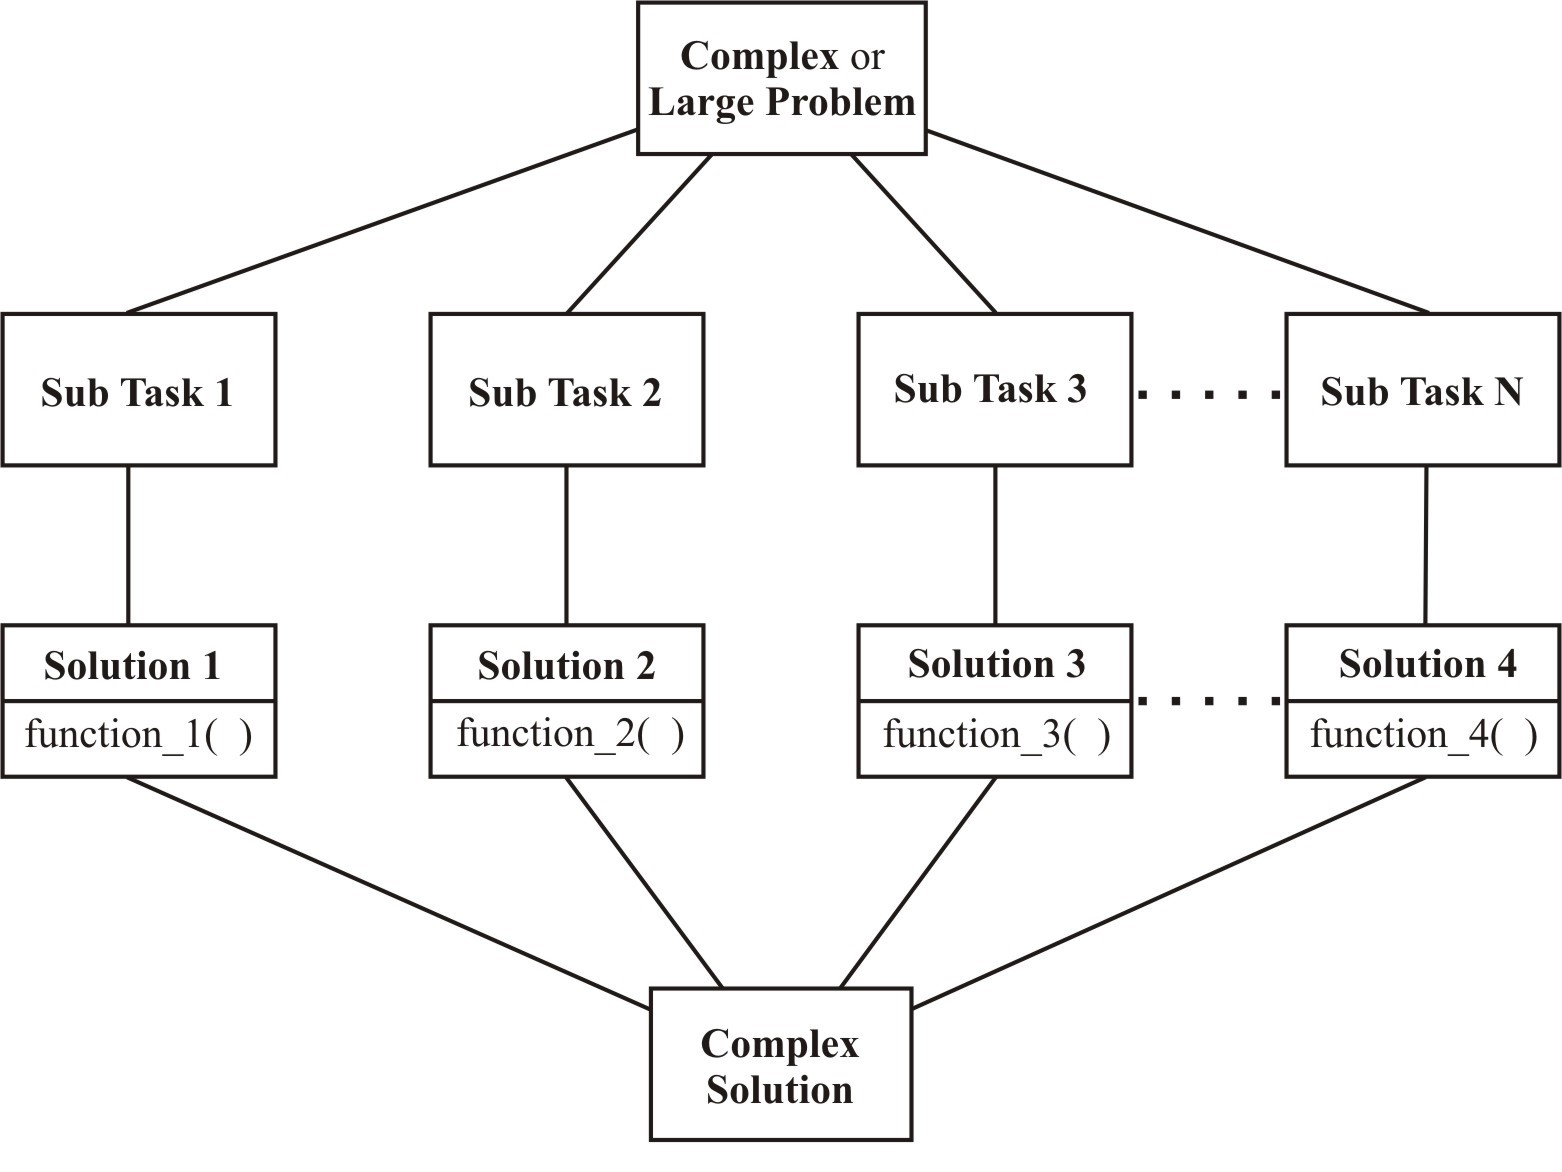 Complex or
Large Problem
Sub Task 1
Sub Task 2
Sub Task 3
Sub Task N
Solution 1
Solution 2
Solution 3
Solution 4
function_1(  )
function_2(  )
function_3(  )
function_4(  )
Complex
Solution